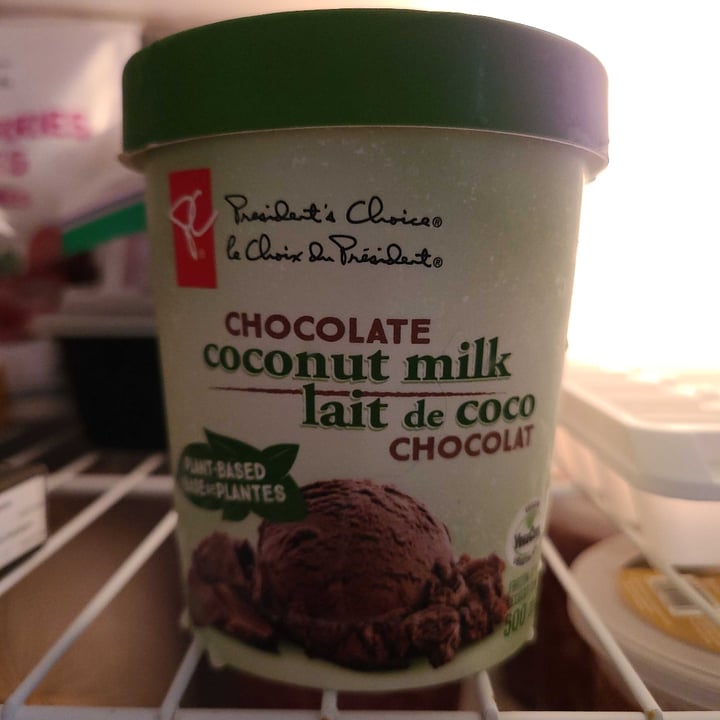 PC
President's Choice®
le Choix du Président®
CHOCOLATE
coconut milk
lait de coco
CHOCOLAT
PLANT-BASED
BASE DE PLANTES
500